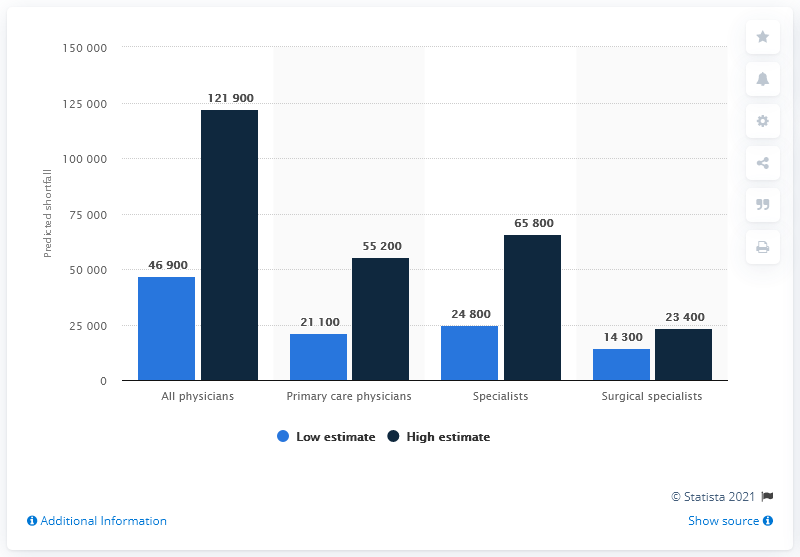 150 000
125 000
100 000
75 000
50 000
25 000
0
Predicted shortfall
46 900
121 900
21 100
55 200
24 800
65 800
14 300
23 400
All physicians
Primary care physicians
Specialists
Surgical specialists
Low estimate
High estimate
© Statista 2021
Additional Information
Show source